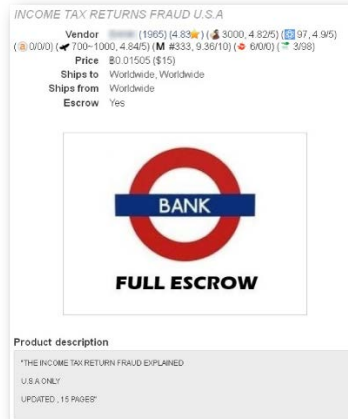 INCOME TAX RETURNS FRAUD U.S.A
Vendor (1965) (4.83) ( 3000, 4.82/5) ( 97, 4.9/5)
( 0/0/0) ( 700~1000, 4.84/5) (M #333, 9.36/10) ( 6/0/0) ( 3/98)
Price ฿0.01505 ($15)
Ships to Worldwide, Worldwide
Ships from Worldwide
Escrow Yes
BANK
FULL ESCROW
Product description
"THE INCOME TAX RETURN FRAUD EXPLAINED
U.S.A ONLY
UPDATED , 15 PAGES"